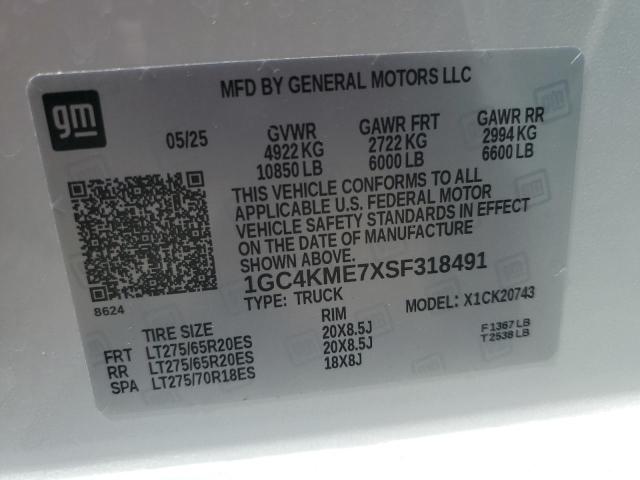 MFD BY GENERAL MOTORS LLC
gm
05/25 GVWR GAWR FRT GAWR RR
4922 KG 2722 KG 2994 KG
10850 LB 6000 LB 6600 LB
THIS VEHICLE CONFORMS TO ALL
APPLICABLE U.S. FEDERAL MOTOR
VEHICLE SAFETY STANDARDS IN EFFECT
ON THE DATE OF MANUFACTURE
SHOWN ABOVE.
1GC4KME7XSF318491
8624
TYPE: TRUCK MODEL: X1CK20743
TIRE SIZE RIM
FRT LT275/65R20ES 20X8.5J F1367 LB
RR LT275/65R20ES 20X8.5J T2538 LB
SPA LT275/70R18ES 18X8J